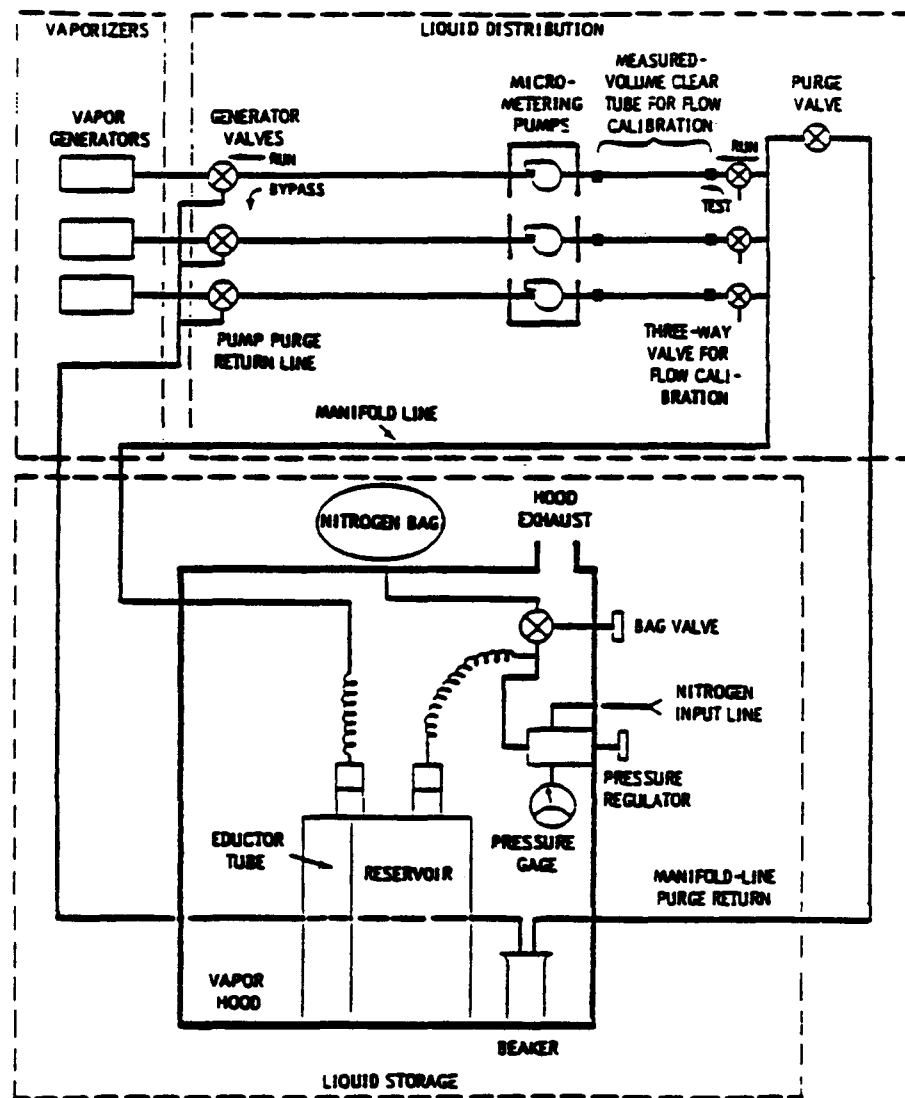 VAPORIZERS
LIQUID DISTRIBUTION
VAPOR
GENERATORS
GENERATOR
VALVES
RUN
BYPASS
MICRO-
METERING
PUMPS
MEASURED-
VOLUME CLEAR
TUBE FOR FLOW
CALIBRATION
RUN
TEST
PURGE
VALVE
PUMP PURGE
RETURN LINE
THREE-WAY
VALVE FOR
FLOW CALI-
BRATION
MANIFOLD LINE
NITROGEN BAG
HOOD
EXHAUST
BAG VALVE
NITROGEN
INPUT LINE
PRESSURE
REGULATOR
PRESSURE
GAGE
EDUCTOR
TUBE
RESERVOIR
MANIFOLD-LINE
PURGE RETURN
VAPOR
HOOD
BEAKER
LIQUID STORAGE